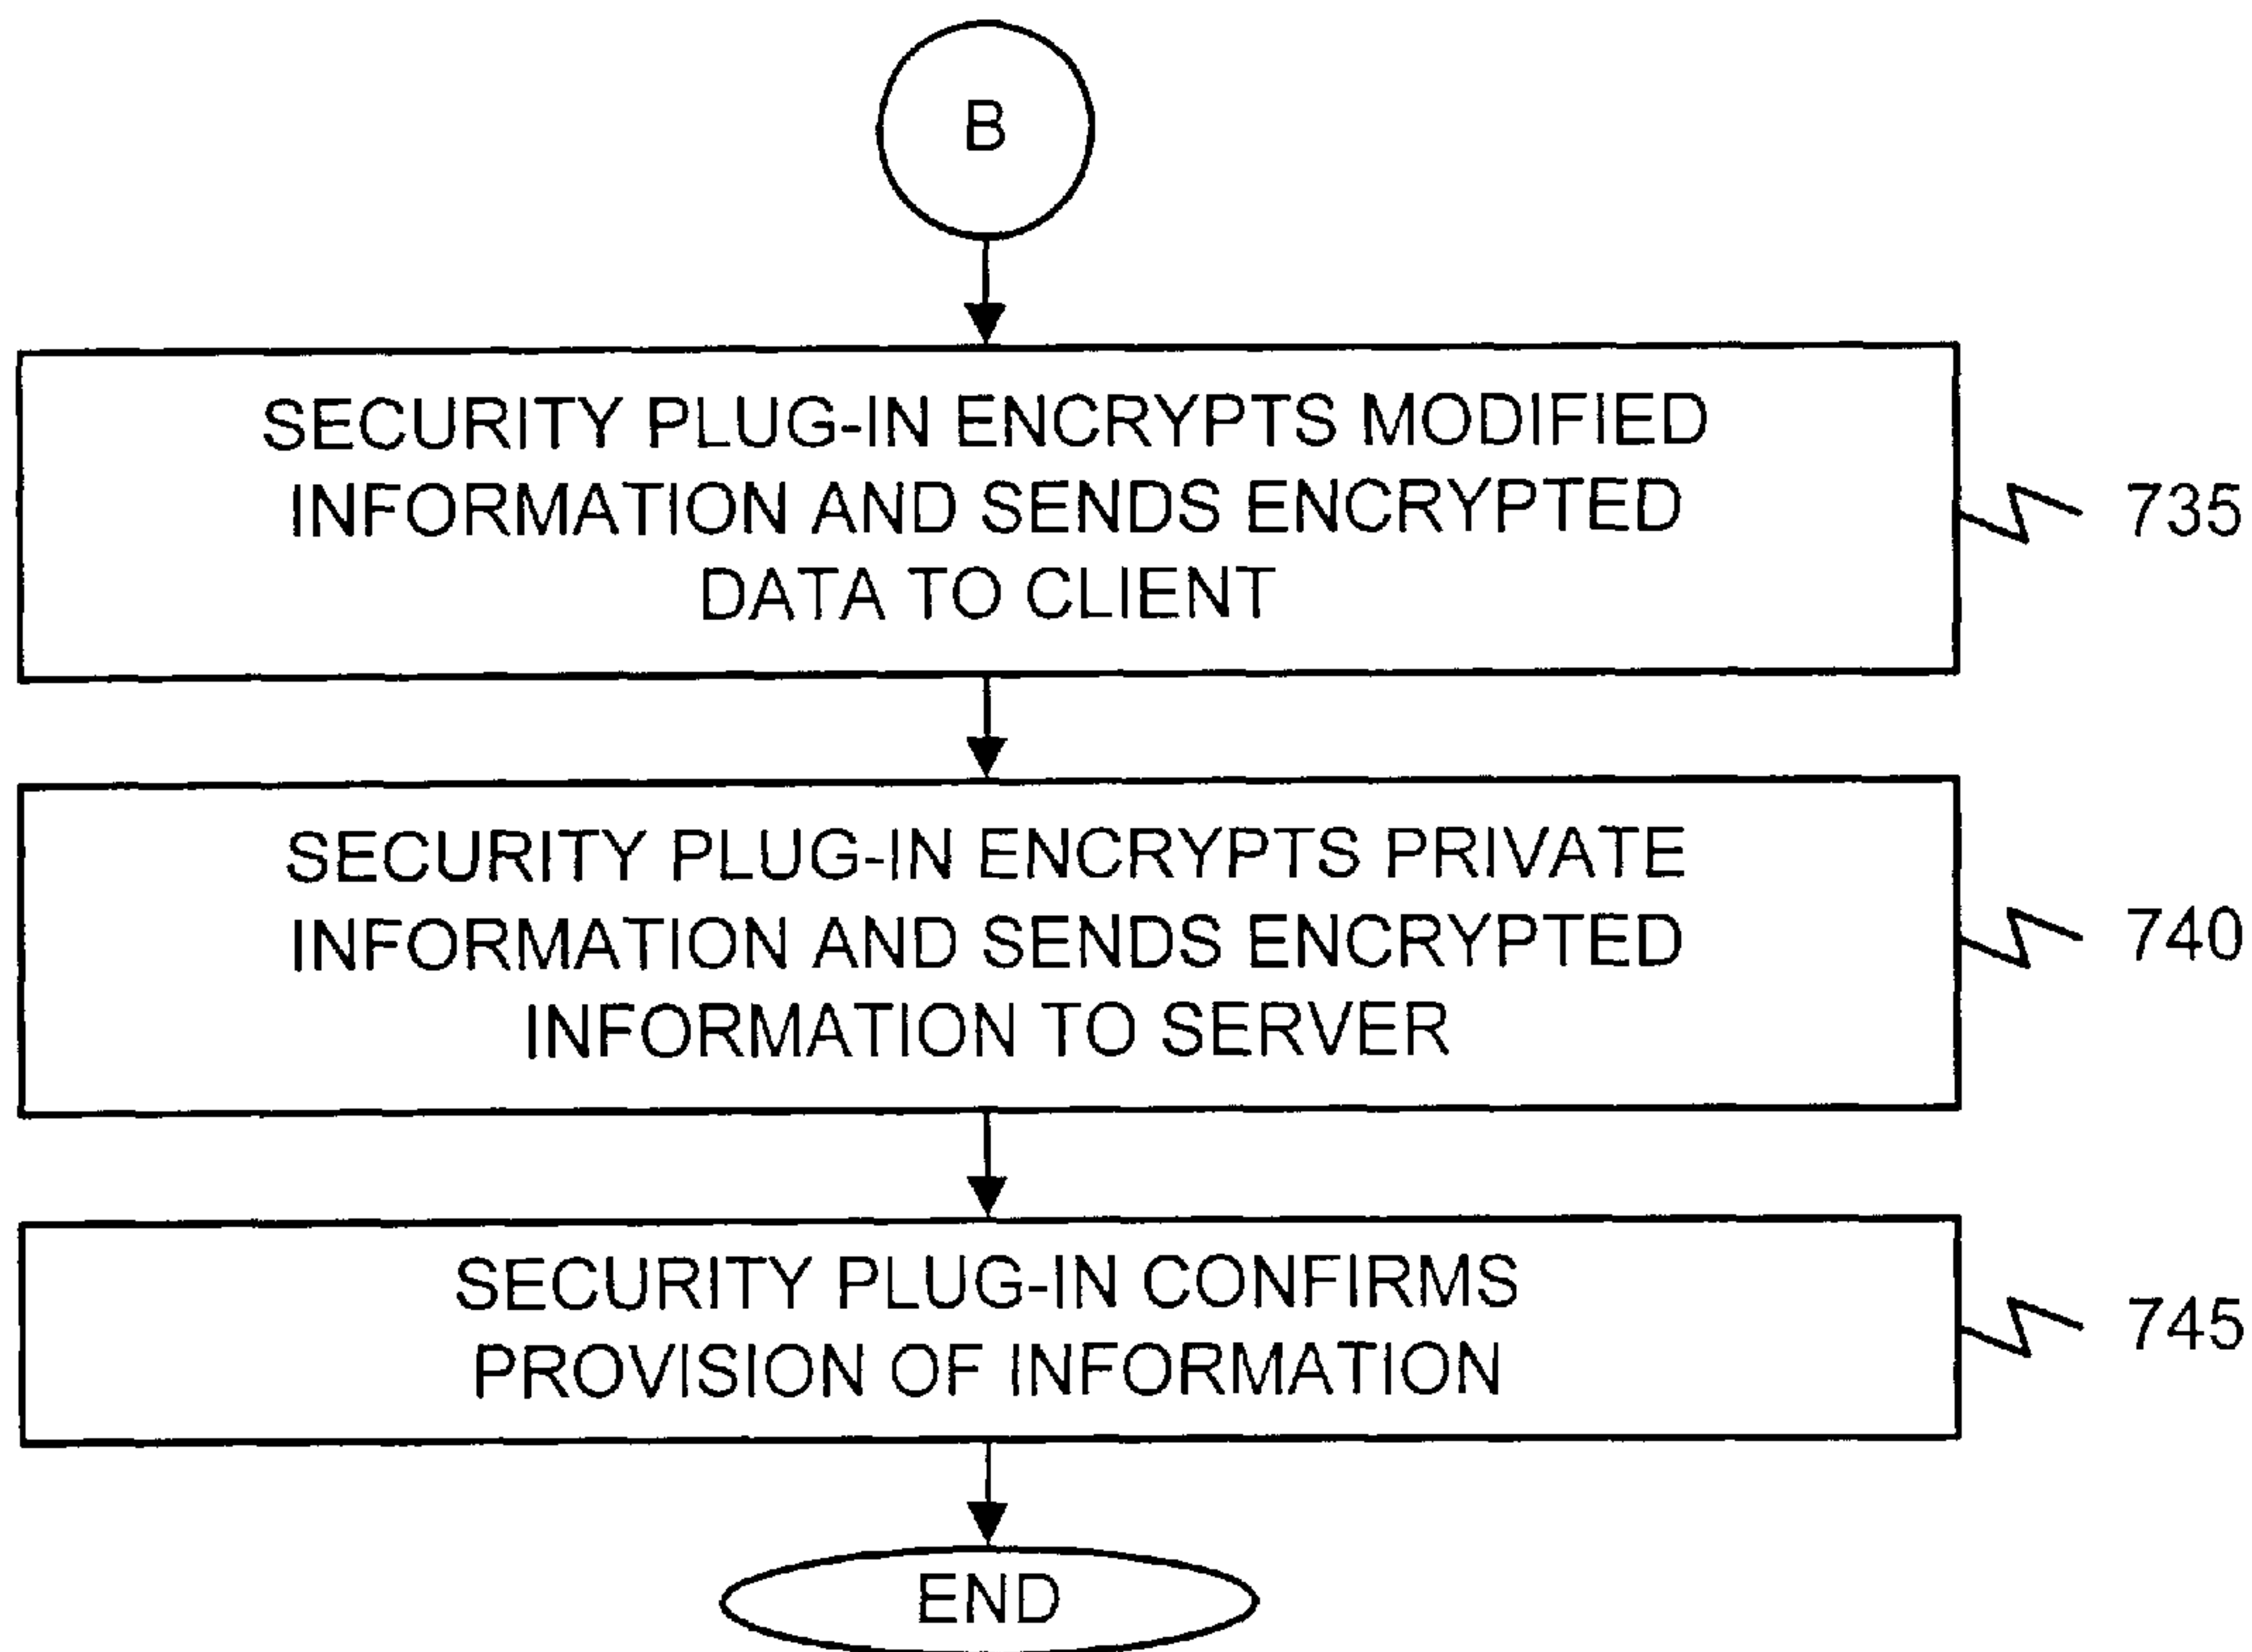 B
SECURITY PLUG-IN ENCRYPTS MODIFIED
INFORMATION AND SENDS ENCRYPTED
DATA TO CLIENT
735
SECURITY PLUG-IN ENCRYPTS PRIVATE
INFORMATION AND SENDS ENCRYPTED
INFORMATION TO SERVER
740
SECURITY PLUG-IN CONFIRMS
PROVISION OF INFORMATION
745
END